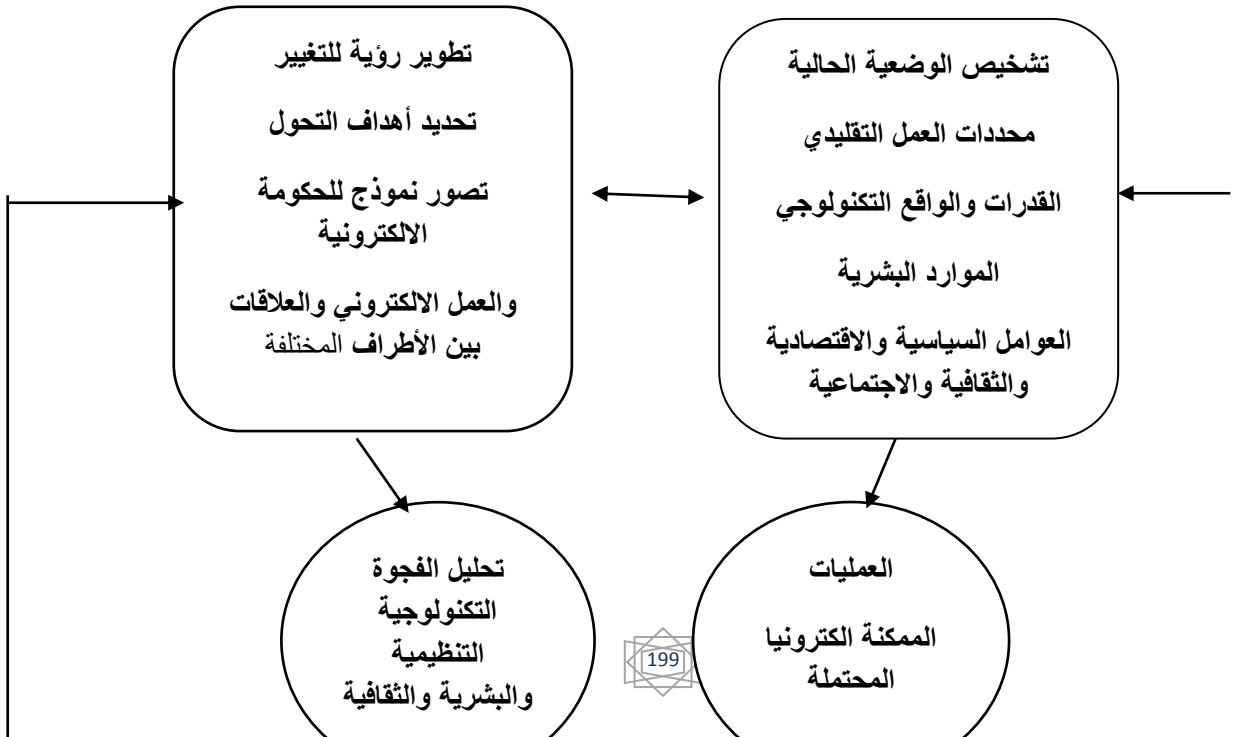 تشخيص الوضعية الحالية
محددات العمل التقليدي
القدرات والواقع التكنولوجي
الموارد البشرية
العوامل السياسية والاقتصادية
والثقافية والاجتماعية
تطوير رؤية للتغيير
تحديد أهداف التحول
تصور نموذج للحكومة
الالكترونية
والعمل الالكتروني والعلاقات
بين الأطراف المختلفة
العمليات
الممكنة الكترونيا
المحتملة
تحليل الفجوة
التكنولوجية
التنظيمية
والبشرية والثقافية
199